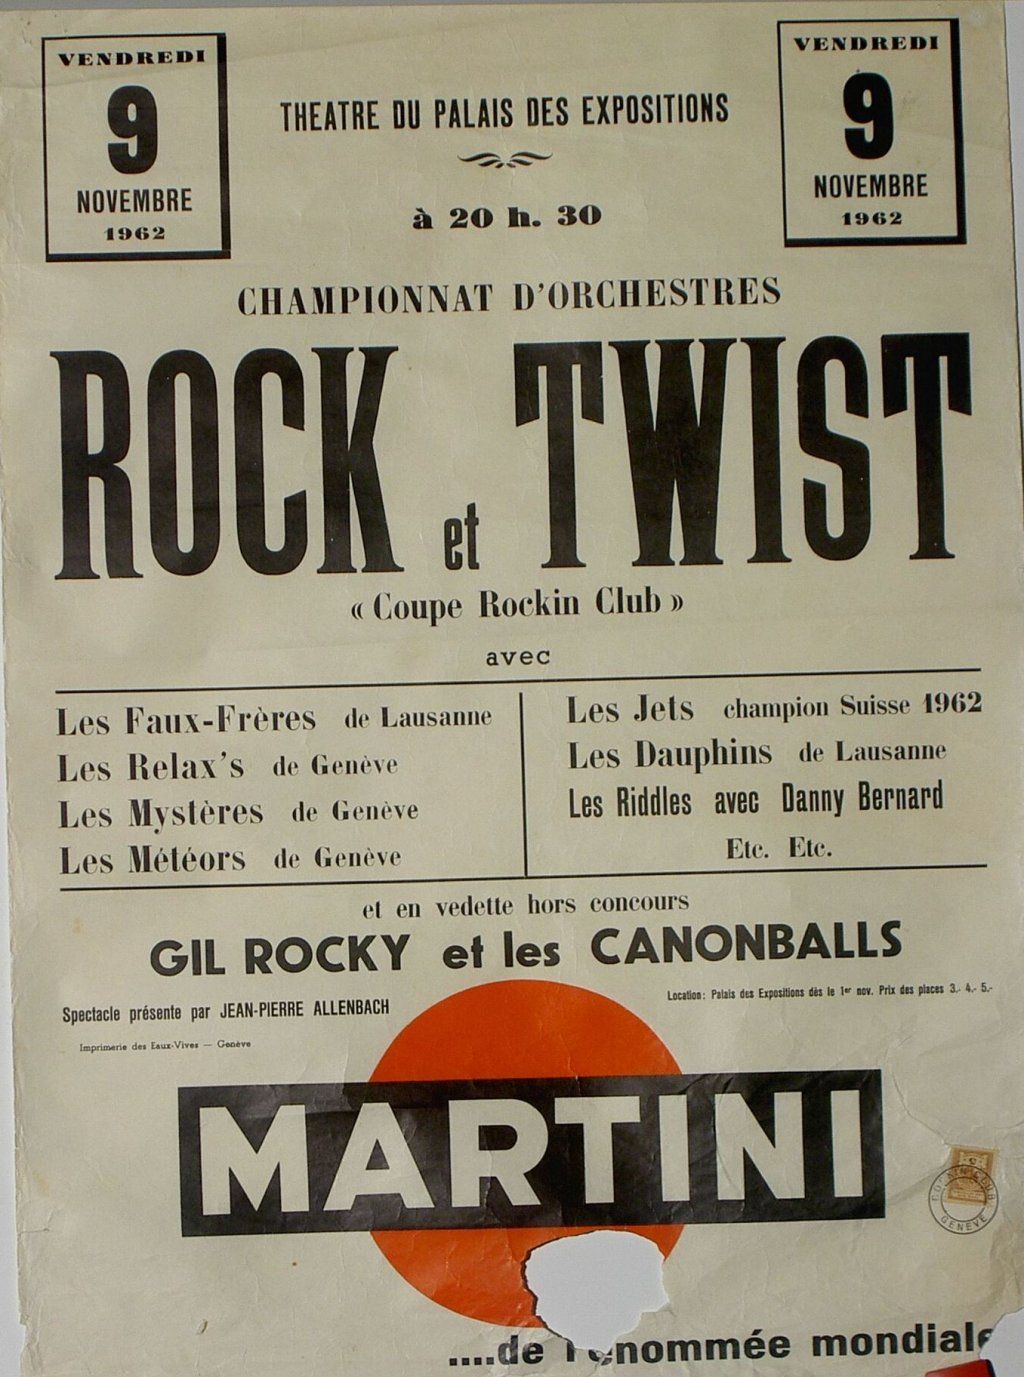 VENDREDI
9
NOVEMBRE
1962
THEATRE DU PALAIS DES EXPOSITIONS
à 20 h. 30
VENDREDI
9
NOVEMBRE
1962
CHAMPIONNAT D'ORCHESTRES
ROCK et TWIST
« Coupe Rockin Club »
avec
Les Faux-Frères de Lausanne
Les Relax's de Genève
Les Mystères de Genève
Les Météors de Genève
Les Jets champion Suisse 1962
Les Dauphins de Lausanne
Les Riddles avec Danny Bernard
Etc. Etc.
et en vedette hors concours
GIL ROCKY et les CANONBALLS
Spectacle présente par JEAN-PIERRE ALLENBACH
Location: Palais des Expositions dès le 1er nov. Prix des places 3.- 4.- 5.-
Imprimerie des Eaux-Vives — Genève
MARTINI
GENEVE
....de renommée mondiale